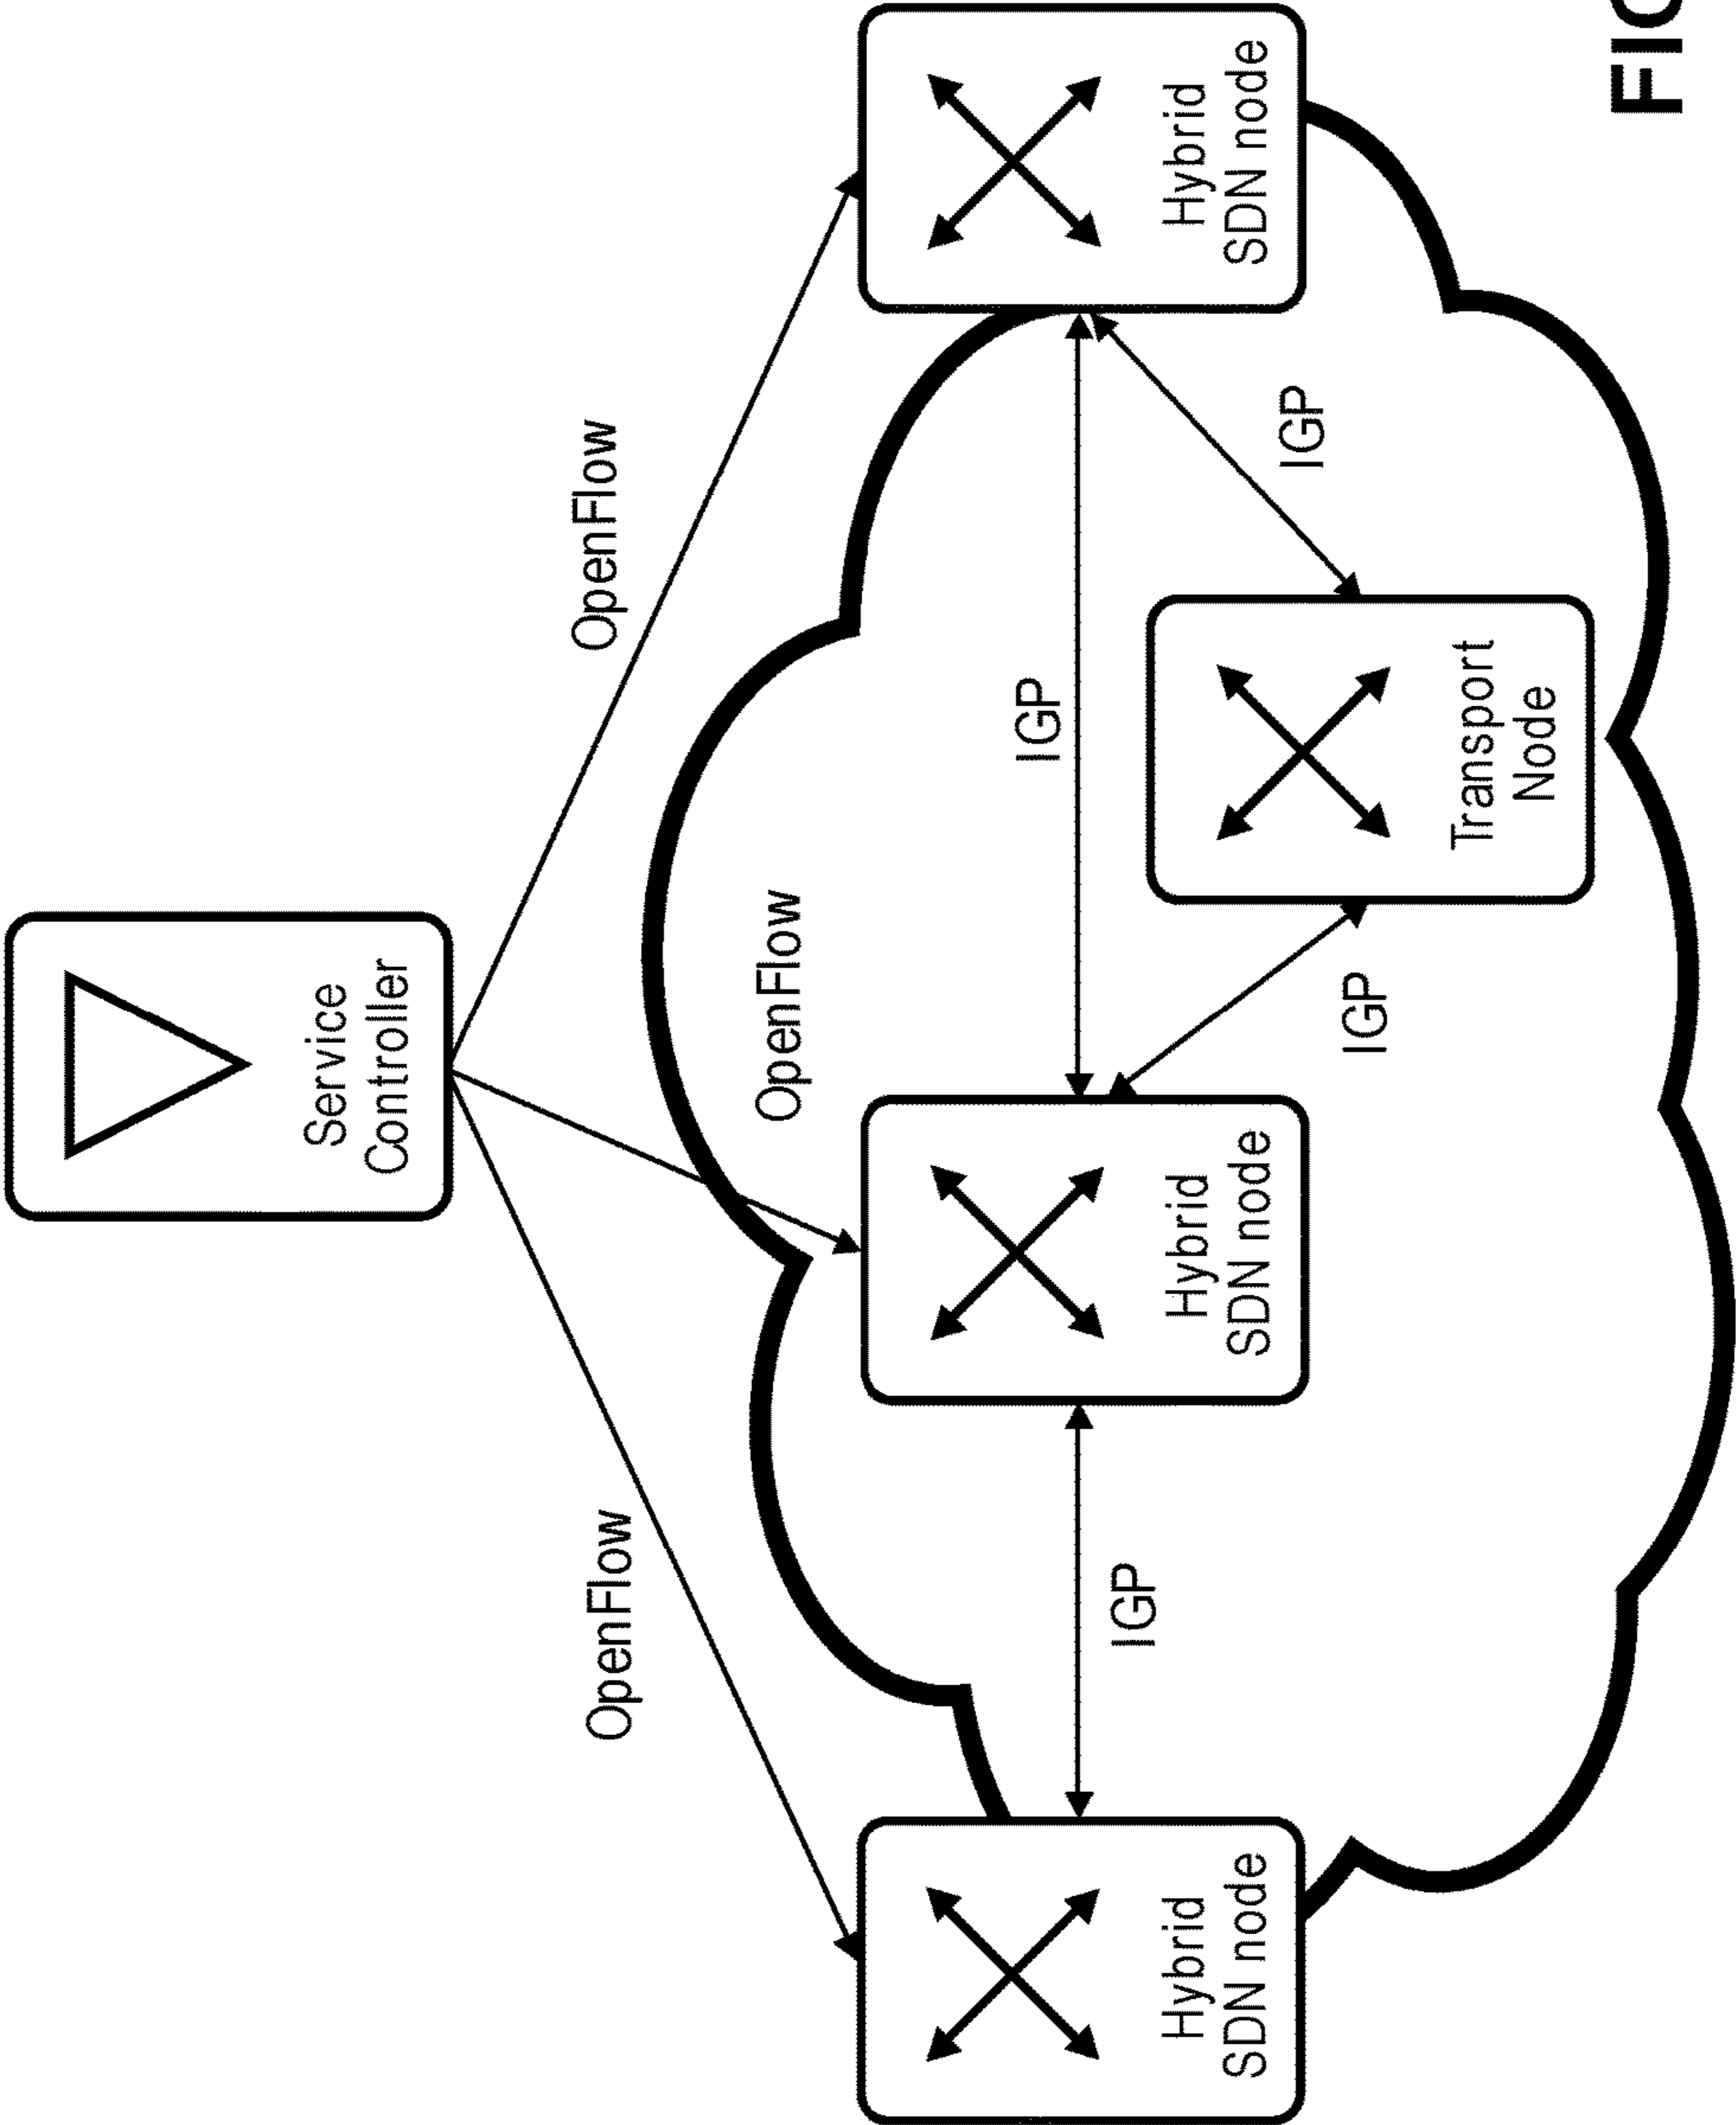 Service
Controller
OpenFlow
OpenFlow
OpenFlow
Hybrid
SDN node
IGP
Hybrid
SDN node
IGP
IGP
IGP
Transport
Node
Hybrid
SDN node